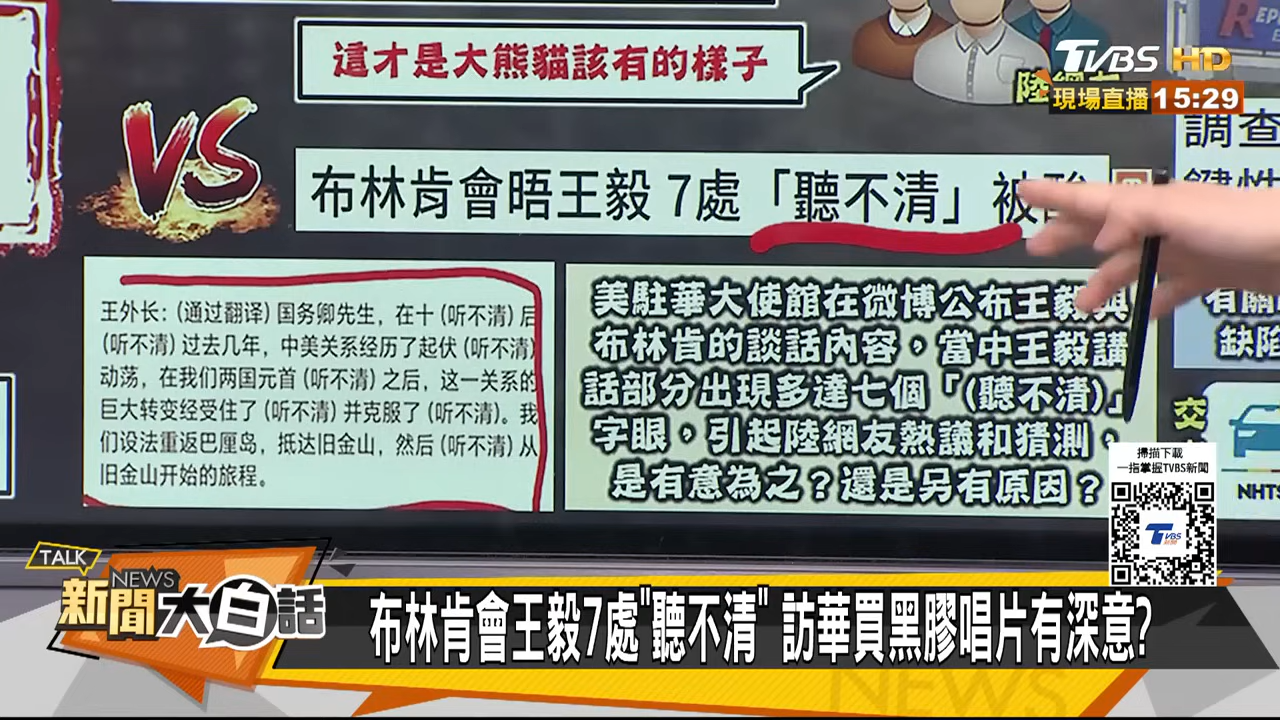 這才是大熊貓該有的樣子
TVBS HD
現場直播 15:29
VS
調查
布林肯會晤王毅 7處「聽不清」被
王外长：(通过翻译) 国务卿先生，在十 (听不清) 后
(听不清) 过去几年，中美关系经历了起伏 (听不清)
动荡，在我们两国元首 (听不清) 之后，这一关系的
巨大转变经受住了 (听不清) 并克服了 (听不清)。我
们设法重返巴厘岛，抵达旧金山，然后 (听不清) 从
旧金山开始的旅程。
美駐華大使館在微博公布王毅與
布林肯的談話內容，當中王毅講
話部分出現多達七個「(聽不清)」
字眼，引起陸網友熱議和猜測，
是有意為之？還是另有原因？
有關
缺陷
交
NHTS
掃描下載
一指掌握TVBS新聞
TVBS
新聞
TALK
NEWS
新聞大白話
布林肯會王毅7處"聽不清" 訪華買黑膠唱片有深意?
NEWS